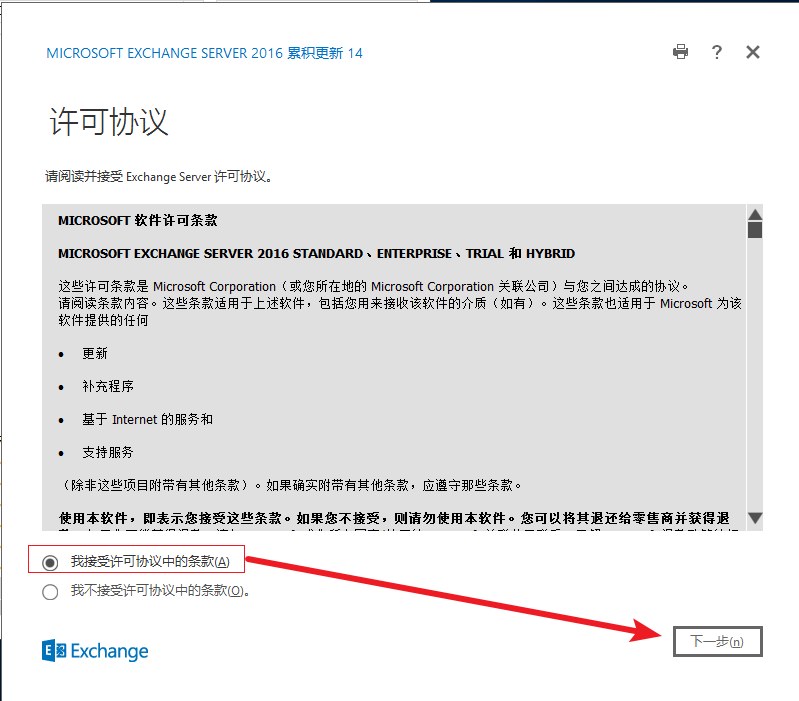 MICROSOFT EXCHANGE SERVER 2016 累积更新 14
?
许可协议
请阅读并接受 Exchange Server 许可协议。
MICROSOFT 软件许可条款
MICROSOFT EXCHANGE SERVER 2016 STANDARD、ENTERPRISE、TRIAL 和 HYBRID
这些许可条款是 Microsoft Corporation（或您所在地的 Microsoft Corporation 关联公司）与您之间达成的协议。
请阅读条款内容。这些条款适用于上述软件，包括您用来接收该软件的介质（如有）。这些条款也适用于 Microsoft 为该
软件提供的任何
• 更新
• 补充程序
• 基于 Internet 的服务和
• 支持服务
（除非这些项目附带有其他条款）。如果确实附带有其他条款，应遵守那些条款。
使用本软件，即表示您接受这些条款。如果您不接受，则请勿使用本软件。您可以将其退还给零售商并获得退
我接受许可协议中的条款(A)
我不接受许可协议中的条款(O)。
下一步(n)
Exchange